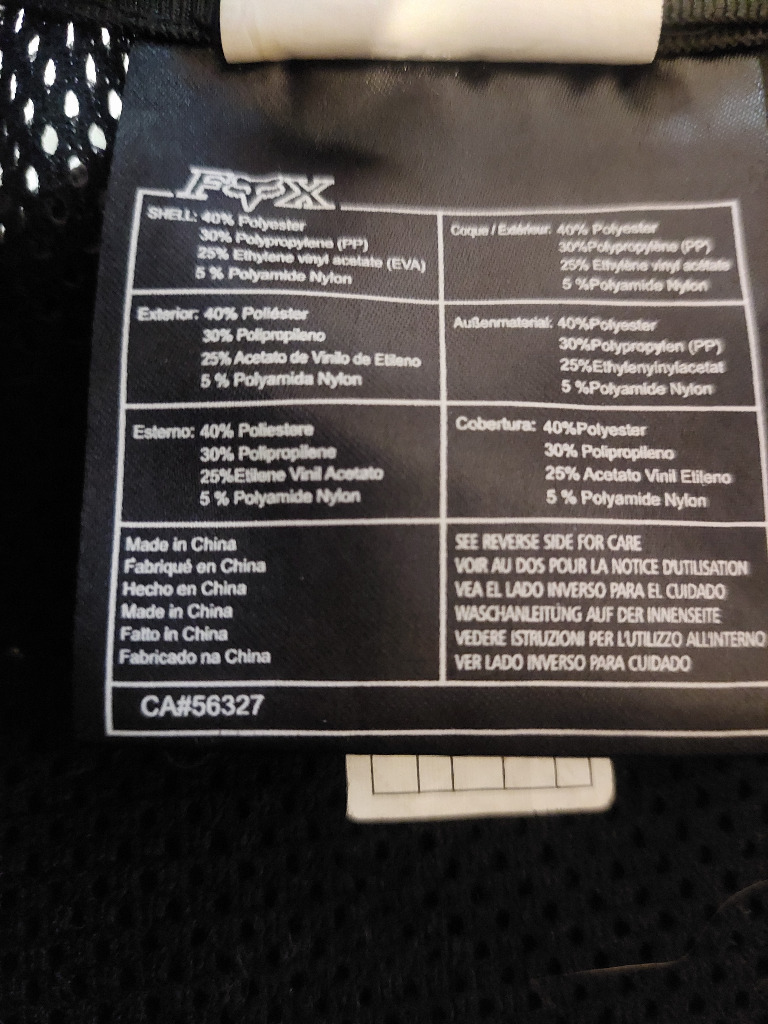 FOX
SHELL: 40% Polyester
30% Polypropylene (PP)
25% Ethylene vinyl acetate (EVA)
5 % Polyamide Nylon
Coque / Extérieur: 40% Polyester
30%Polypropylène (PP)
25% Ethylène vinyl acétate
5 %Polyamide Nylon
Exterior: 40% Poliéster
30% Polipropileno
25% Acetato de Vinilo de Etileno
5 % Polyamida Nylon
Außenmaterial: 40%Polyester
30%Polypropylen (PP)
25%Ethylenyinylacetat
5 %Polyamide Nylon
Esterno: 40% Poliestere
30% Polipropilene
25%Etilene Vinil Acetato
5 % Polyamide Nylon
Cobertura: 40%Polyester
30% Polipropileno
25% Acetato Vinil Etileno
5 % Polyamide Nylon
Made in China
Fabriqué en China
Hecho en China
Made in China
Fatto in China
Fabricado na China
SEE REVERSE SIDE FOR CARE
VOIR AU DOS POUR LA NOTICE D'UTILISATION
VEA EL LADO INVERSO PARA EL CUIDADO
WASCHANLEITUNG AUF DER INNENSEITE
VEDERE ISTRUZIONI PER L'UTILIZZO ALL'INTERNO
VER LADO INVERSO PARA CUIDADO
CA#56327